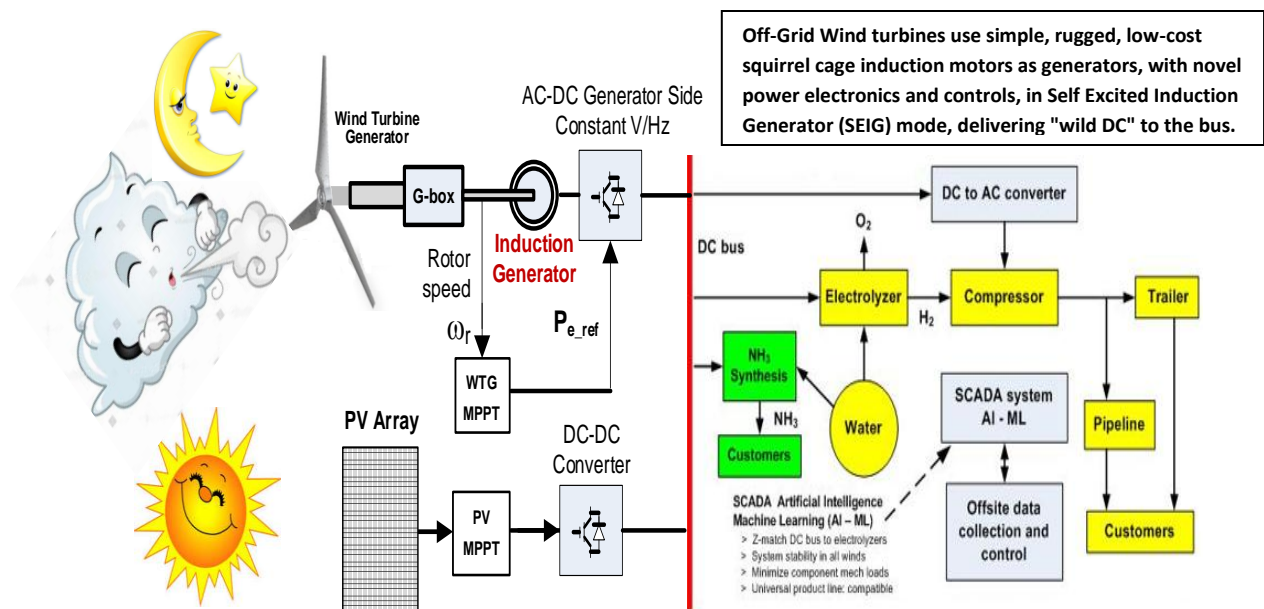 Off-Grid Wind turbines use simple, rugged, low-cost
squirrel cage induction motors as generators, with novel
power electronics and controls, in Self Excited Induction
Generator (SEIG) mode, delivering "wild DC" to the bus.
Wind Turbine
Generator
AC-DC Generator Side
Constant V/Hz
G-box
Induction
Generator
Rotor
speed
ωr
Pe_ref
WTG
MPPT
PV Array
DC-DC
Converter
PV
MPPT
DC bus
DC to AC converter
O2
Electrolyzer
H2
Compressor
Trailer
NH3
Synthesis
NH3
Customers
Water
SCADA system
AI - ML
Pipeline
SCADA Artificial Intelligence
Machine Learning (AI – ML)
> Z-match DC bus to electrolyzers
> System stability in all winds
> Minimize component mech loads
> Universal product line: compatible
Offsite data
collection and
control
Customers